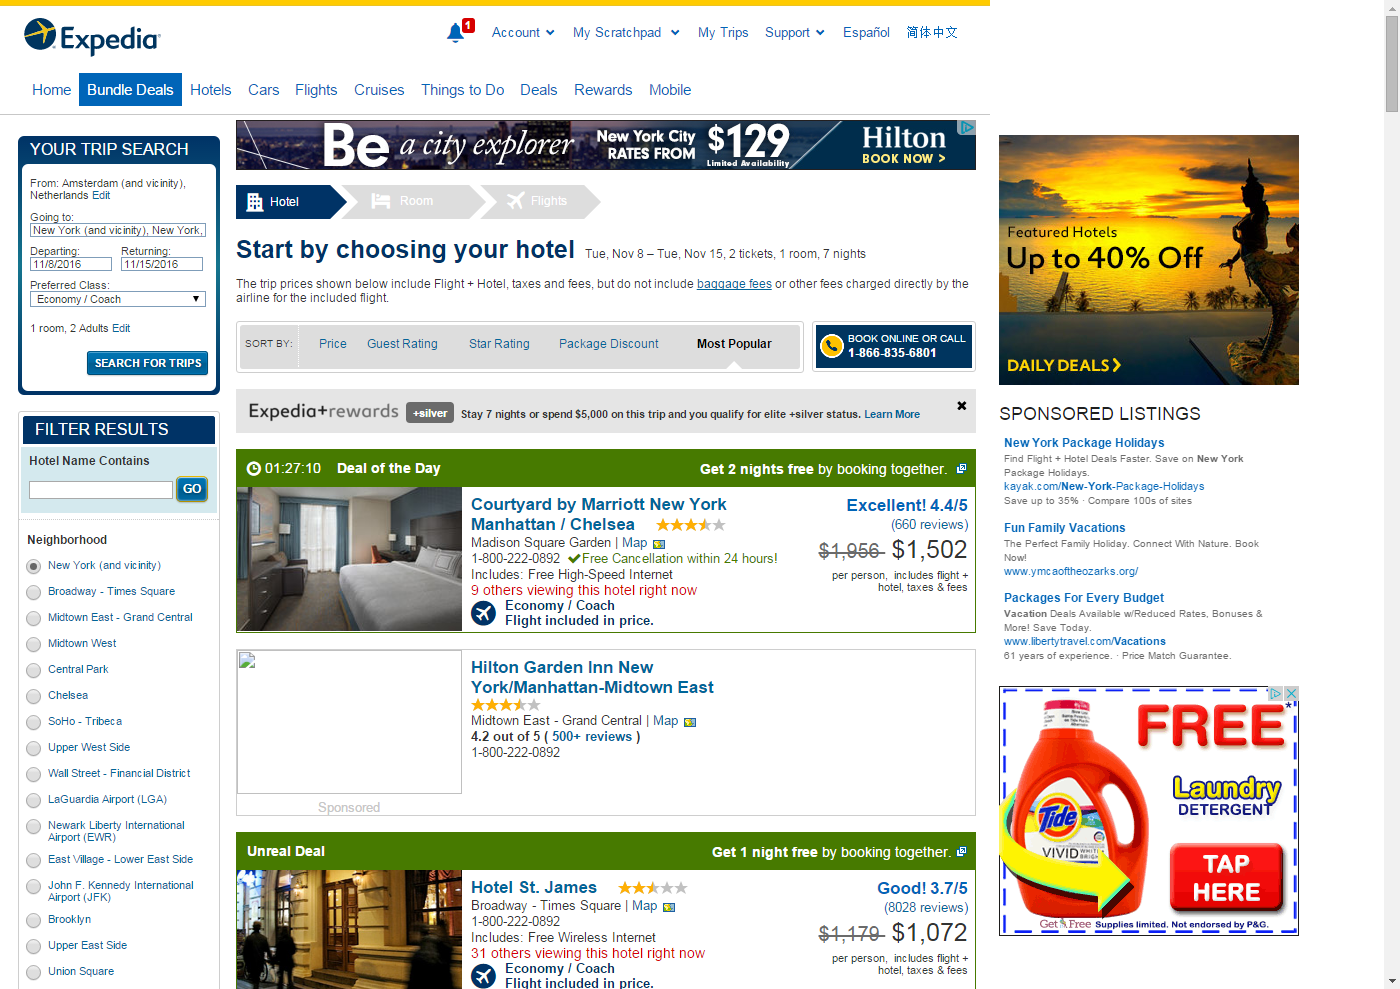 Expedia
1
Account
My Scratchpad
My Trips
Support
Español
简体中文
Home
Bundle Deals
Hotels
Cars
Flights
Cruises
Things to Do
Deals
Rewards
Mobile
YOUR TRIP SEARCH
From: Amsterdam (and vicinity),
Netherlands Edit
Going to:
New York (and vicinity), New York,
Departing:
Returning:
11/8/2016
11/15/2016
Preferred Class:
Economy / Coach
1 room, 2 Adults Edit
SEARCH FOR TRIPS
FILTER RESULTS
Hotel Name Contains
GO
Neighborhood
New York (and vicinity)
Broadway - Times Square
Midtown East - Grand Central
Midtown West
Central Park
Chelsea
SoHo - Tribeca
Upper West Side
Wall Street - Financial District
LaGuardia Airport (LGA)
Newark Liberty International
Airport (EWR)
East Village - Lower East Side
John F. Kennedy International
Airport (JFK)
Brooklyn
Upper East Side
Union Square
Be a city explorer
New York City
RATES FROM
$129
Limited Availability
Hilton
BOOK NOW >
Hotel
Room
Flights
Start by choosing your hotel
Tue, Nov 8 – Tue, Nov 15, 2 tickets, 1 room, 7 nights
The trip prices shown below include Flight + Hotel, taxes and fees, but do not include baggage fees or other fees charged directly by the
airline for the included flight.
SORT BY:
Price
Guest Rating
Star Rating
Package Discount
Most Popular
BOOK ONLINE OR CALL
1-866-835-6801
Expedia+rewards
+silver
Stay 7 nights or spend $5,000 on this trip and you qualify for elite +silver status. Learn More
01:27:10
Deal of the Day
Get 2 nights free by booking together.
Courtyard by Marriott New York
Manhattan / Chelsea
Madison Square Garden | Map
1-800-222-0892
Free Cancellation within 24 hours!
Includes: Free High-Speed Internet
9 others viewing this hotel right now
Economy / Coach
Flight included in price.
Excellent! 4.4/5
(660 reviews)
$1,956 $1,502
per person, includes flight +
hotel, taxes & fees
Hilton Garden Inn New
York/Manhattan-Midtown East
Midtown East - Grand Central | Map
4.2 out of 5 ( 500+ reviews )
1-800-222-0892
Sponsored
Unreal Deal
Get 1 night free by booking together.
Hotel St. James
Broadway - Times Square | Map
1-800-222-0892
Includes: Free Wireless Internet
31 others viewing this hotel right now
Economy / Coach
Flight included in price.
Good! 3.7/5
(8028 reviews)
$1,179 $1,072
per person, includes flight +
hotel, taxes & fees
Featured Hotels
Up to 40% Off
DAILY DEALS
SPONSORED LISTINGS
New York Package Holidays
Find Flight + Hotel Deals Faster. Save on New York
Package Holidays.
kayak.com/New-York-Package-Holidays
Save up to 35% · Compare 100s of sites
Fun Family Vacations
The Perfect Family Holiday. Connect With Nature. Book
Now!
www.ymcaoftheozarks.org/
Packages For Every Budget
Vacation Deals Available w/Reduced Rates, Bonuses &
More! Save Today.
www.libertytravel.com/Vacations
61 years of experience. · Price Match Guarantee.
FREE*
Laundry
DETERGENT
Tide
VIVID WHITE
BRIGHT
TAP
HERE
Get it Free
Supplies limited. Not endorsed by P&G.